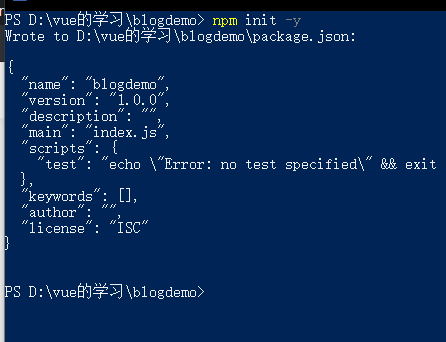 PS D:\vue的学习\blogdemo> npm init -y
Wrote to D:\vue的学习\blogdemo\package.json:
{
"name": "blogdemo",
"version": "1.0.0",
"description": "",
"main": "index.js",
"scripts": {
"test": "echo \"Error: no test specified\" && exit
},
"keywords": [],
"author": "",
"license": "ISC"
}
PS D:\vue的学习\blogdemo>